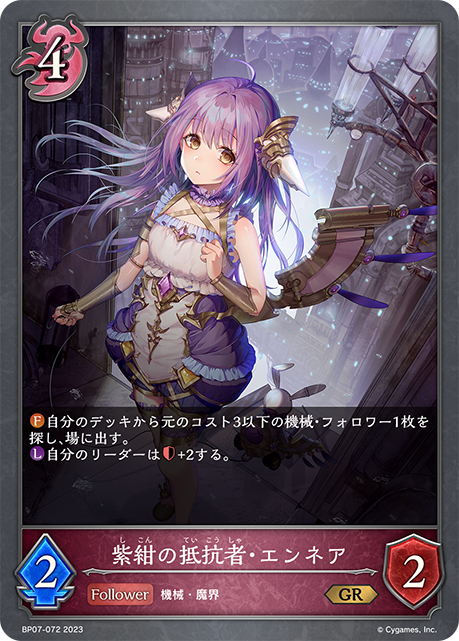 4
F 自分のデッキから元のコスト3以下の機械・フォロワー1枚を
探し、場に出す。
L 自分のリーダーは+2する。
しこん ていこうしゃ
紫紺の抵抗者・エンネア
2
Follower 機械・魔界
GR
2
BP07-072 2023
© Cygames, Inc.